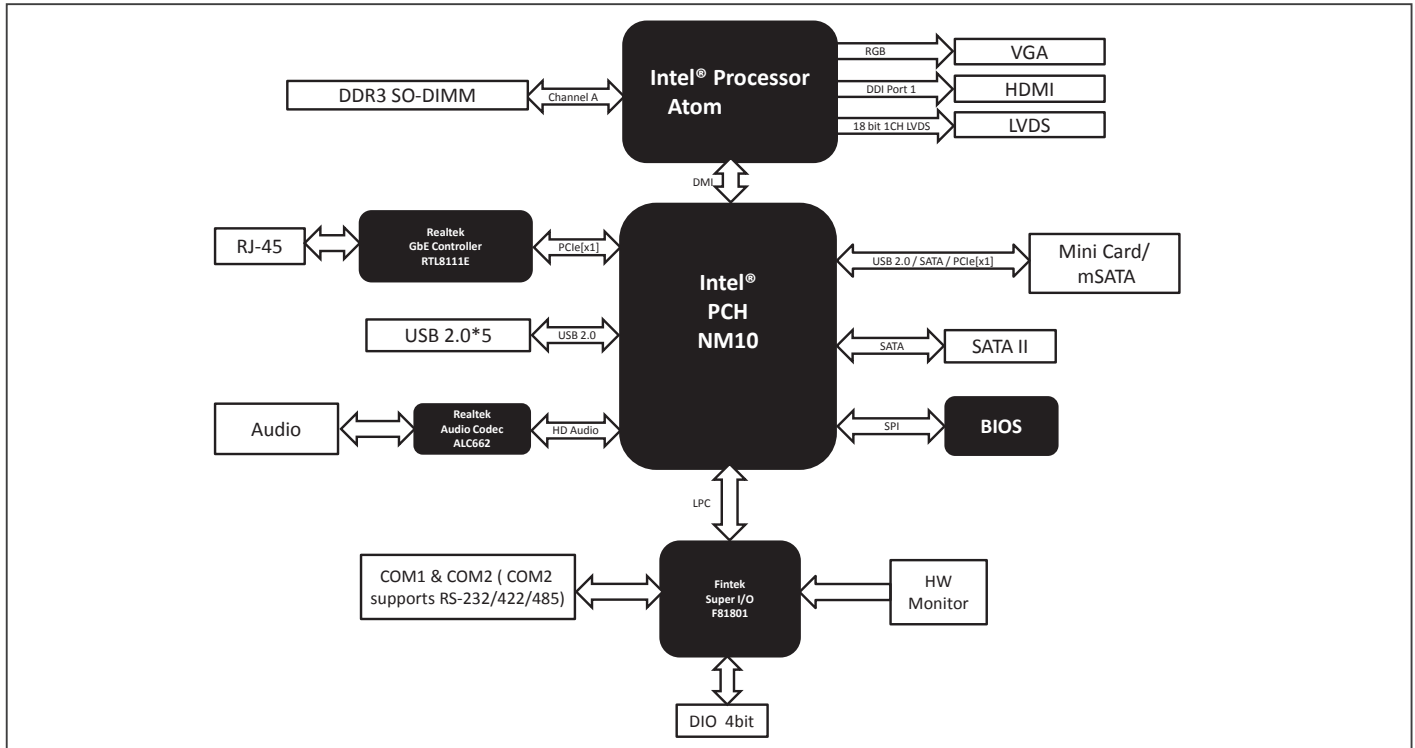 Intel® Processor
Atom
RGB
VGA
DDI Port 1
HDMI
18 bit 1CH LVDS
LVDS
DDR3 SO-DIMM
Channel A
DMI
RJ-45
Realtek
GbE Controller
RTL8111E
PCIe[x1]
Intel®
PCH
NM10
USB 2.0 / SATA / PCIe[x1]
Mini Card/
mSATA
USB 2.0*5
USB 2.0
SATA
SATA II
Audio
Realtek
Audio Codec
ALC662
HD Audio
SPI
BIOS
LPC
COM1 & COM2 ( COM2
supports RS-232/422/485)
Fintek
Super I/O
F81801
HW
Monitor
DIO 4bit